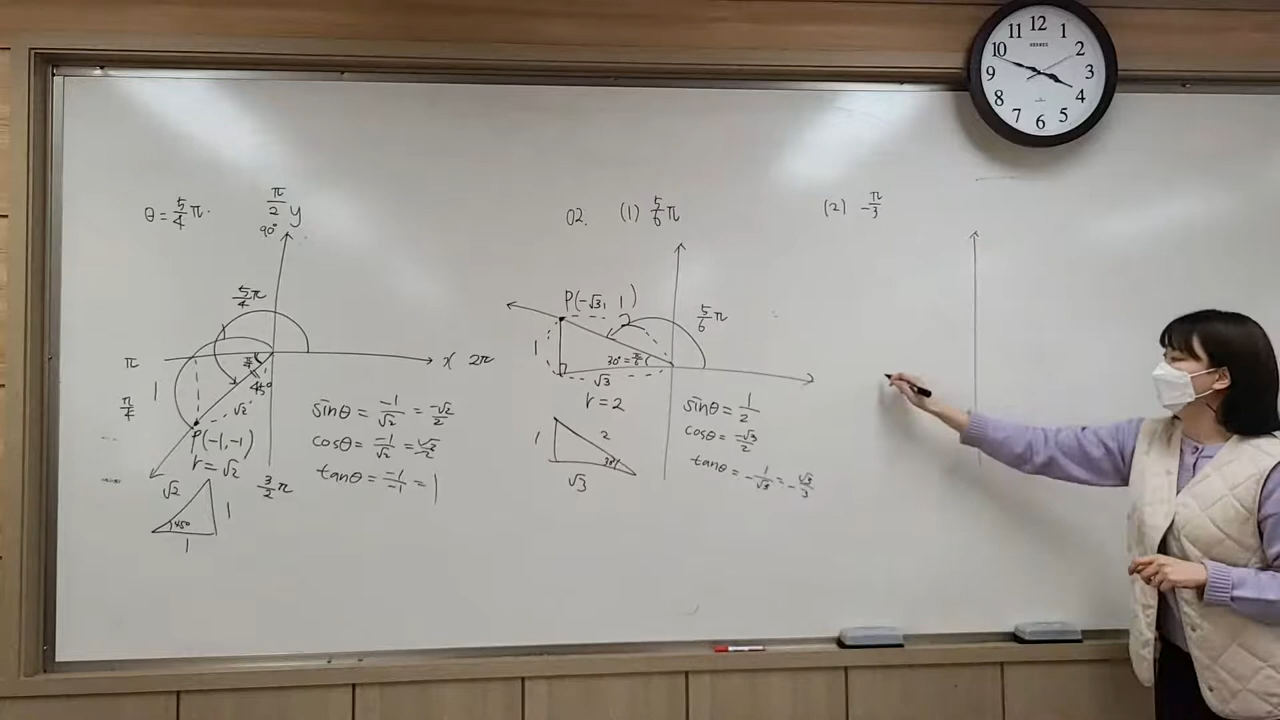 θ = 5/4 π
π/2 y
90°
5/4 π
π
x 2π
1
π/4
π/4
45°
√2
P(-1, -1)
r = √2
3/2 π
sinθ = -1/√2 = -√2/2
cosθ = -1/√2 = -√2/2
tanθ = -1/-1 = 1
√2
45°
1
1
02. (1) 5/6 π
P(-√3, 1)
2
5/6 π
1
30° = π/6
√3
r = 2
sinθ = 1/2
cosθ = -√3/2
tanθ = -1/√3 = -√3/3
1
2
30°
√3
(2) -π/3
12
11 1
10 2
9 3
8 4
7 5
6